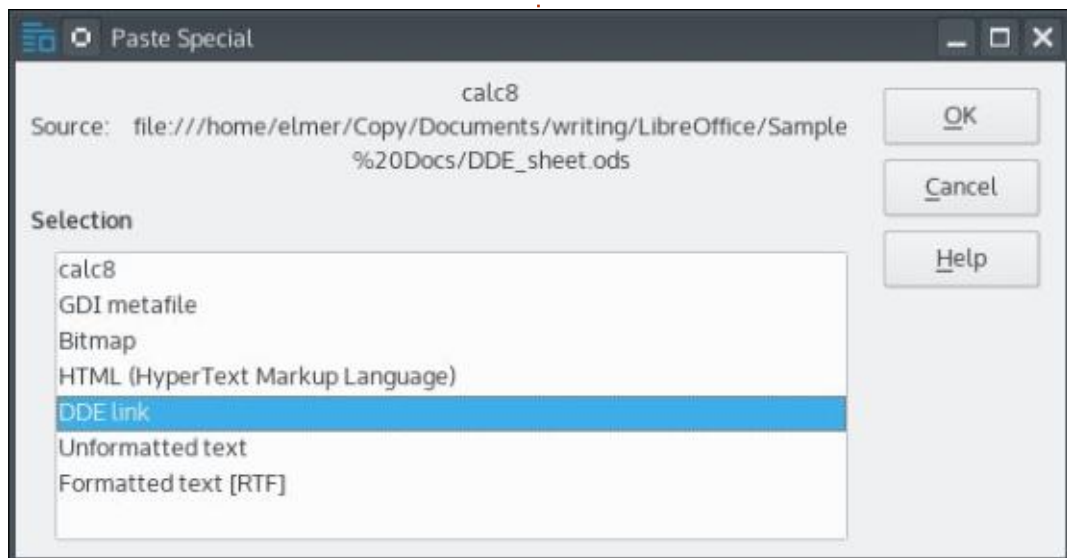 Paste Special
calc8
Source: file:///home/elmer/Copy/Documents/writing/LibreOffice/Sample
%20Docs/DDE_sheet.ods
OK
Cancel
Help
Selection
calc8
GDI metafile
Bitmap
HTML (HyperText Markup Language)
DDE link
Unformatted text
Formatted text [RTF]